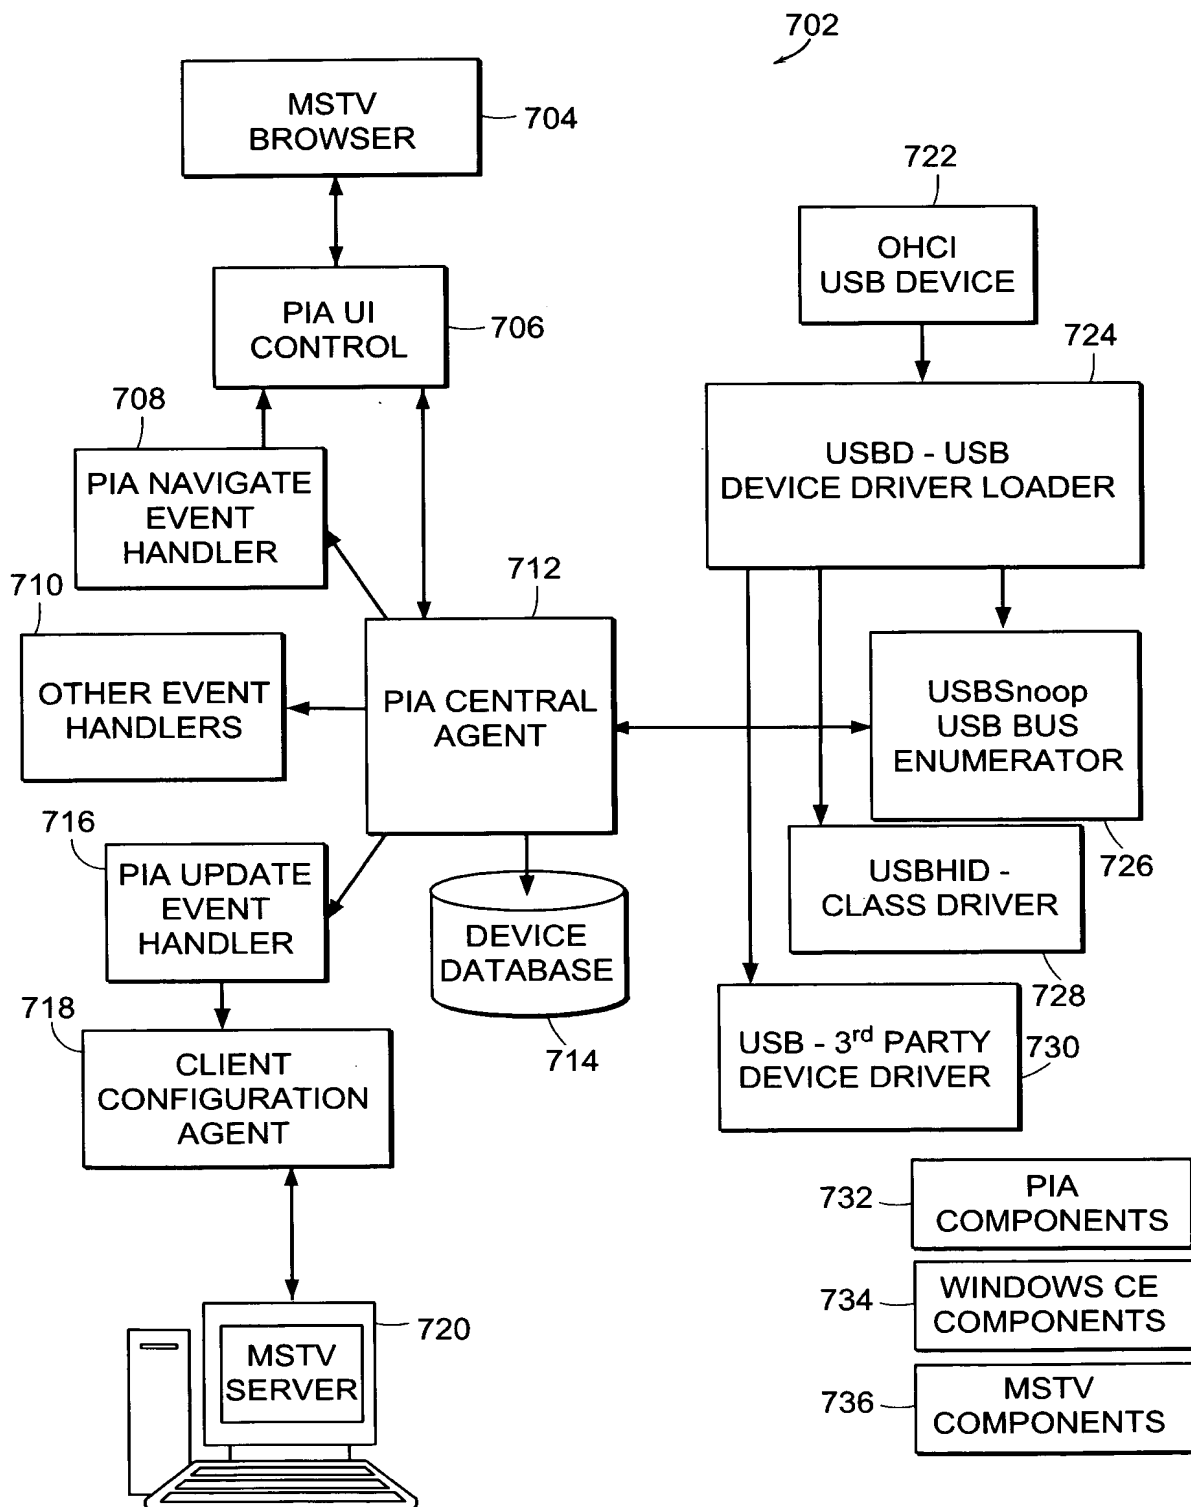 702
MSTV
BROWSER
704
722
OHCI
USB DEVICE
PIA UI
CONTROL
706
724
USBD - USB
DEVICE DRIVER LOADER
708
PIA NAVIGATE
EVENT
HANDLER
710
OTHER EVENT
HANDLERS
712
PIA CENTRAL
AGENT
USBSnoop
USB BUS
ENUMERATOR
726
716
PIA UPDATE
EVENT
HANDLER
DEVICE
DATABASE
714
USBHID -
CLASS DRIVER
728
USB - 3rd PARTY
DEVICE DRIVER
730
718
CLIENT
CONFIGURATION
AGENT
732
PIA
COMPONENTS
734
WINDOWS CE
COMPONENTS
736
MSTV
COMPONENTS
MSTV
SERVER
720